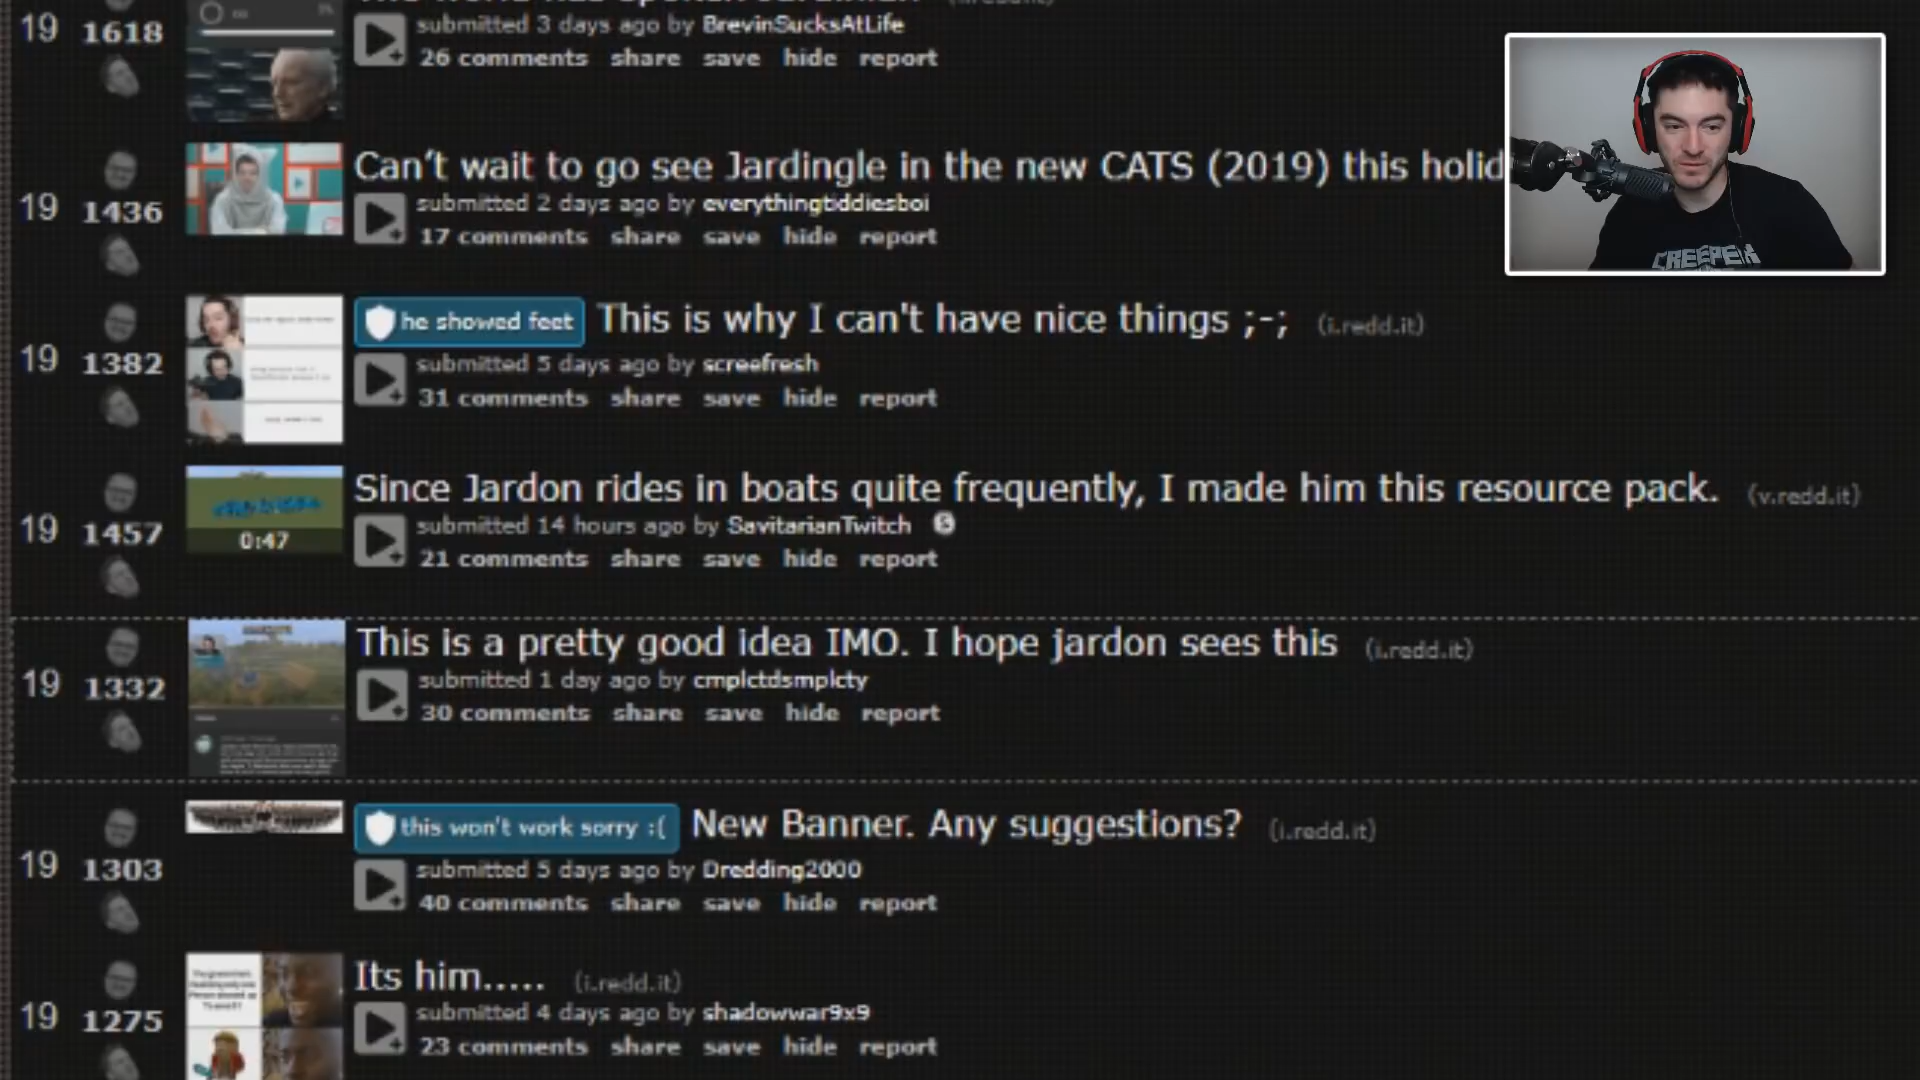 19
1618
submitted 3 days ago by BrevinSucksAtLife
26 comments share save hide report
Can't wait to go see Jardingle in the new CATS (2019) this holid
19
1436
submitted 2 days ago by everythingtiddiesboi
17 comments share save hide report
CREEPER
he showed feet This is why I can't have nice things ;-; (i.redd.it)
19
1382
submitted 5 days ago by screefresh
31 comments share save hide report
Since Jardon rides in boats quite frequently, I made him this resource pack. (v.redd.it)
19
1457
0:47
submitted 14 hours ago by SavitarianTwitch S
21 comments share save hide report
This is a pretty good idea IMO. I hope jardon sees this (i.redd.it)
19
1332
submitted 1 day ago by cmplctdsmplcty
30 comments share save hide report
this won't work sorry :( New Banner. Any suggestions? (i.redd.it)
19
1303
submitted 5 days ago by Dredding2000
40 comments share save hide report
Its him..... (i.redd.it)
19
1275
submitted 4 days ago by shadowwar9x9
23 comments share save hide report